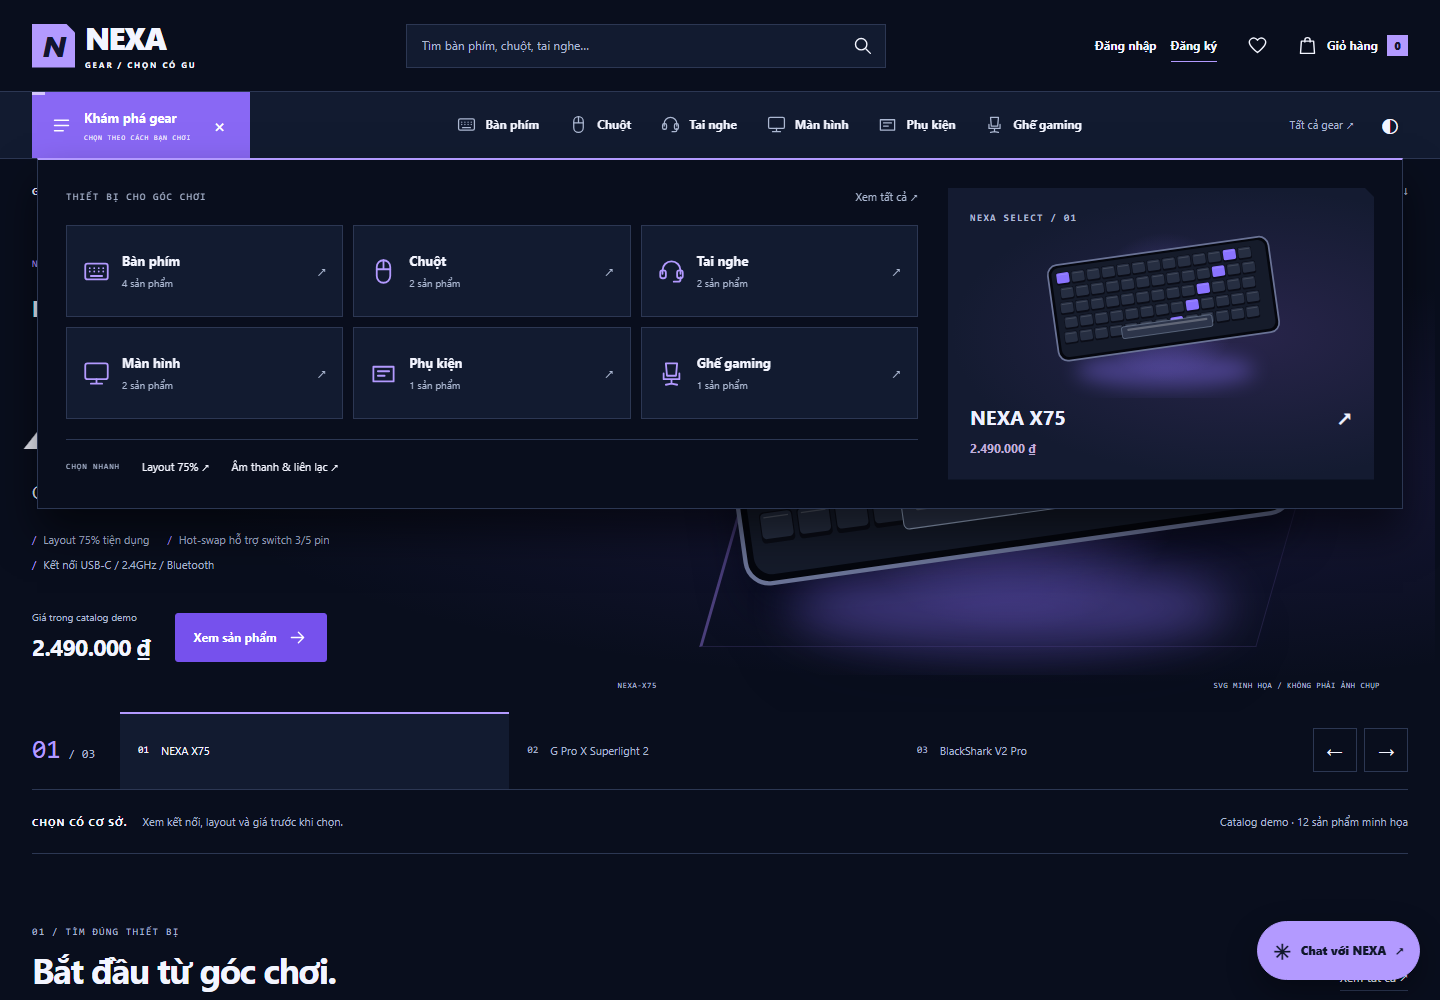 N NEXA
GEAR / CHỌN CÓ GU
Tìm bàn phím, chuột, tai nghe...
Đăng nhập
Đăng ký
Giỏ hàng 0
Khám phá gear
CHỌN THEO CÁCH BẠN CHƠI
Bàn phím
Chuột
Tai nghe
Màn hình
Phụ kiện
Ghế gaming
Tất cả gear ↗
THIẾT BỊ CHO GÓC CHƠI
Xem tất cả ↗
Bàn phím
4 sản phẩm
↗
Chuột
2 sản phẩm
↗
Tai nghe
2 sản phẩm
↗
Màn hình
2 sản phẩm
↗
Phụ kiện
1 sản phẩm
↗
Ghế gaming
1 sản phẩm
↗
CHỌN NHANH
Layout 75% ↗
Âm thanh & liên lạc ↗
NEXA SELECT / 01
NEXA X75
↗
2.490.000 ₫
/ Layout 75% tiện dụng
/ Hot-swap hỗ trợ switch 3/5 pin
/ Kết nối USB-C / 2.4GHz / Bluetooth
Giá trong catalog demo
2.490.000 ₫
Xem sản phẩm →
NEXA-X75
SVG MINH HỌA / KHÔNG PHẢI ẢNH CHỤP
01 / 03
01 NEXA X75
02 G Pro X Superlight 2
03 BlackShark V2 Pro
← →
CHỌN CÓ CƠ SỞ.
Xem kết nối, layout và giá trước khi chọn.
Catalog demo · 12 sản phẩm minh họa
01 / TÌM ĐÚNG THIẾT BỊ
Bắt đầu từ góc chơi.
Chat với NEXA ↗